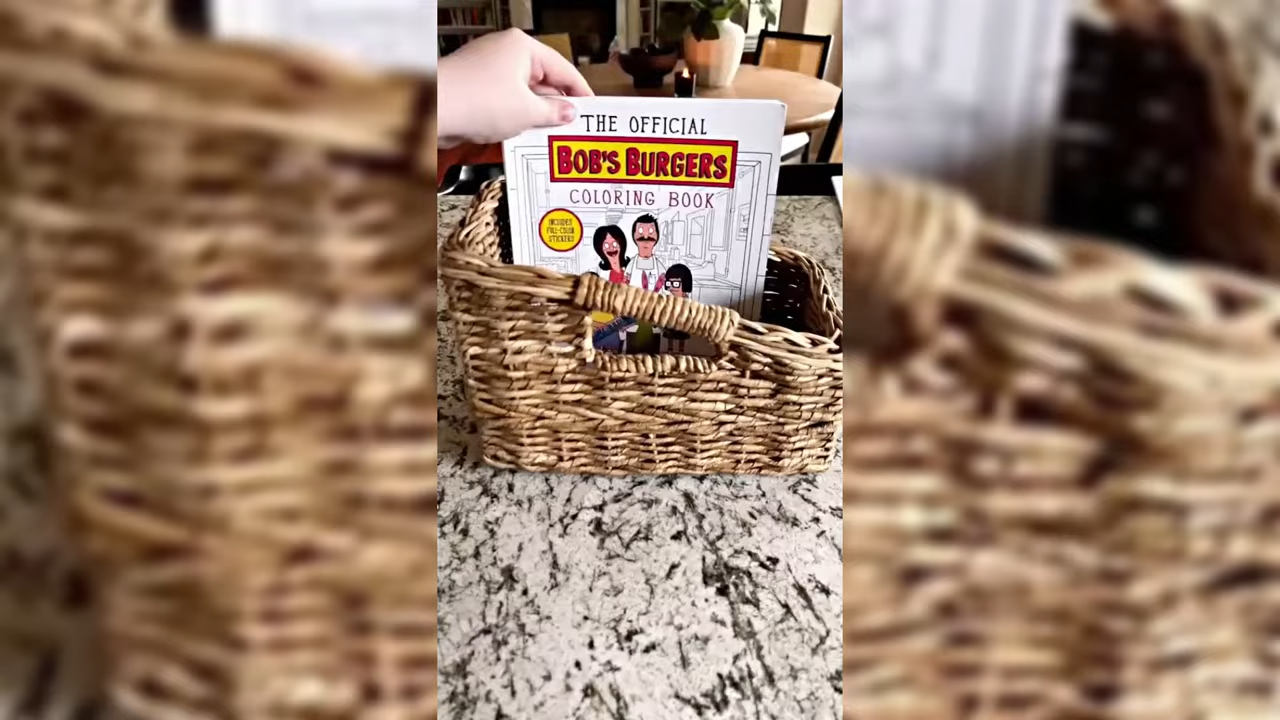 THE OFFICIAL
BOB'S BURGERS
COLORING BOOK
INCLUDES
FULL-COLOR
STICKERS!